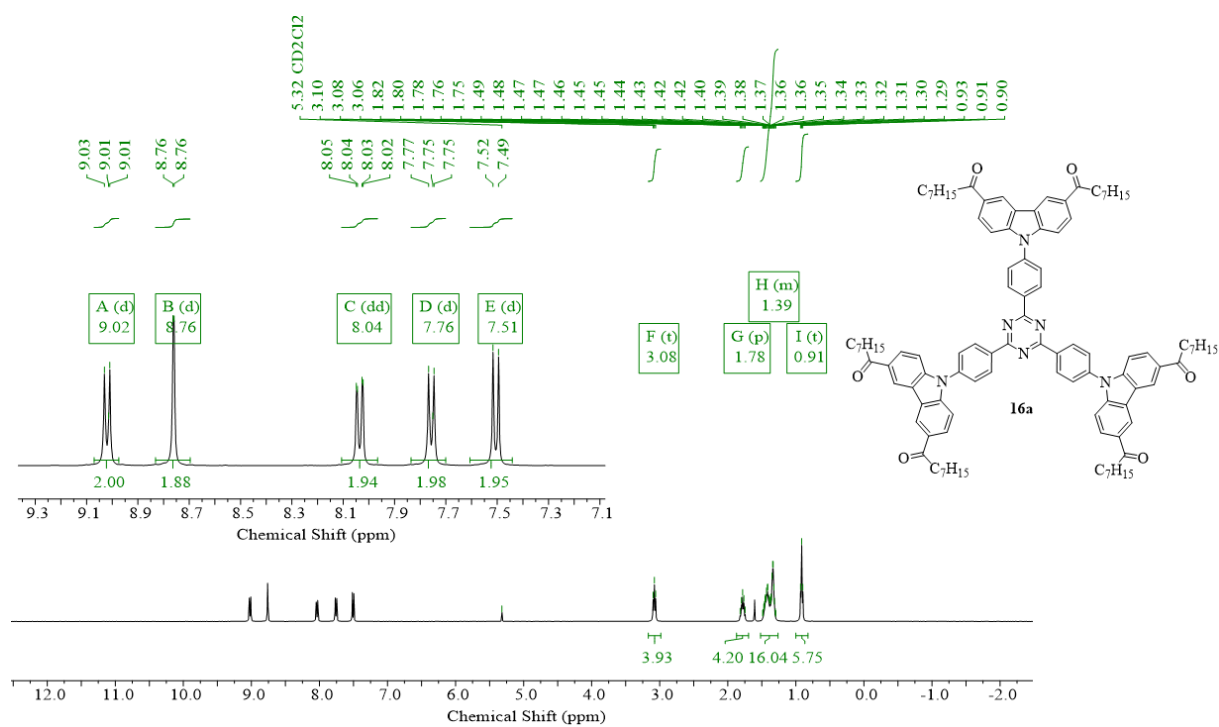 5.32 CD2Cl2
3.10
3.08
3.06
1.82
1.80
1.78
1.76
1.75
1.49
1.48
1.47
1.47
1.46
1.45
1.45
1.44
1.43
1.42
1.42
1.40
1.39
1.38
1.37
1.36
1.36
1.35
1.34
1.33
1.32
1.31
1.30
1.29
0.93
0.91
0.90
9.03
9.01
9.01
8.76
8.76
8.05
8.04
8.03
8.02
7.77
7.75
7.75
7.52
7.49
A (d)
9.02
B (d)
8.76
C (dd)
8.04
D (d)
7.76
E (d)
7.51
F (t)
3.08
G (p)
1.78
H (m)
1.39
I (t)
0.91
O O
C7H15 C7H15
N
N N
N
C7H15 C7H15
O N N O
16a
O O
C7H15 C7H15
2.00 1.88 1.94 1.98 1.95
9.3 9.1 8.9 8.7 8.5 8.3 8.1 7.9 7.7 7.5 7.3 7.1
Chemical Shift (ppm)
3.93 4.20 16.04 5.75
12.0 11.0 10.0 9.0 8.0 7.0 6.0 5.0 4.0 3.0 2.0 1.0 0.0 -1.0 -2.0
Chemical Shift (ppm)